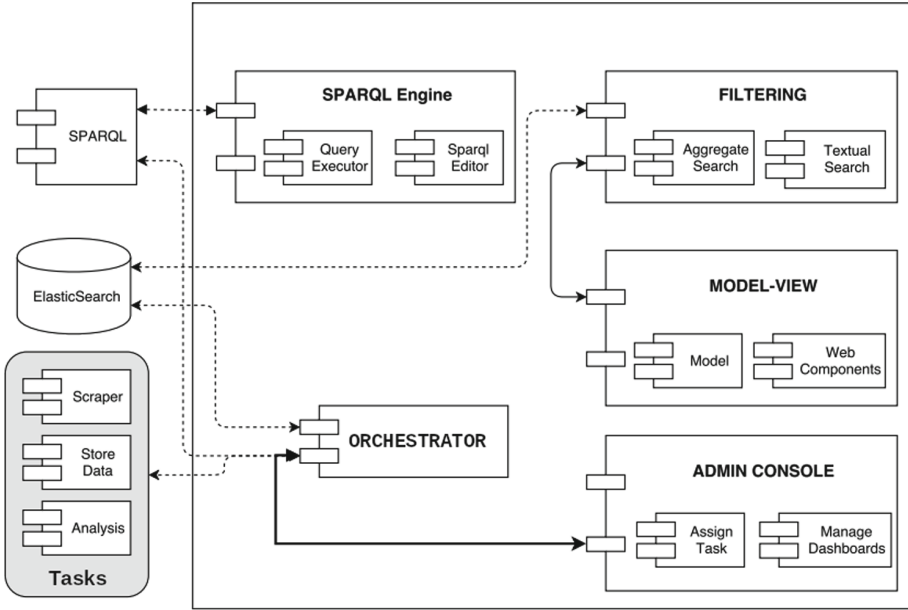 SPARQL
ElasticSearch
Scraper
Store
Data
Analysis
Tasks
SPARQL Engine
Query
Executor
Sparql
Editor
FILTERING
Aggregate
Search
Textual
Search
MODEL-VIEW
Model
Web
Components
ORCHESTRATOR
ADMIN CONSOLE
Assign
Task
Manage
Dashboards